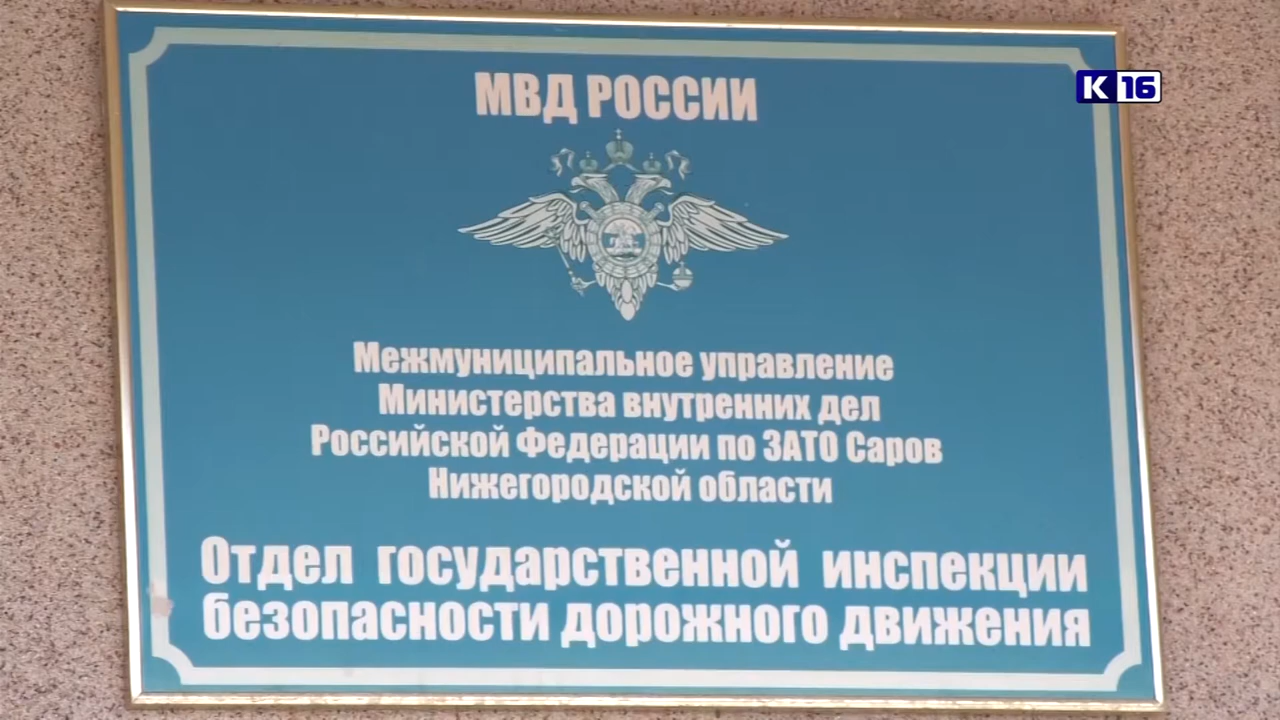 МВД РОССИИ
К 16
Межмуниципальное управление
Министерства внутренних дел
Российской Федерации по ЗАТО Саров
Нижегородской области
Отдел государственной инспекции
безопасности дорожного движения